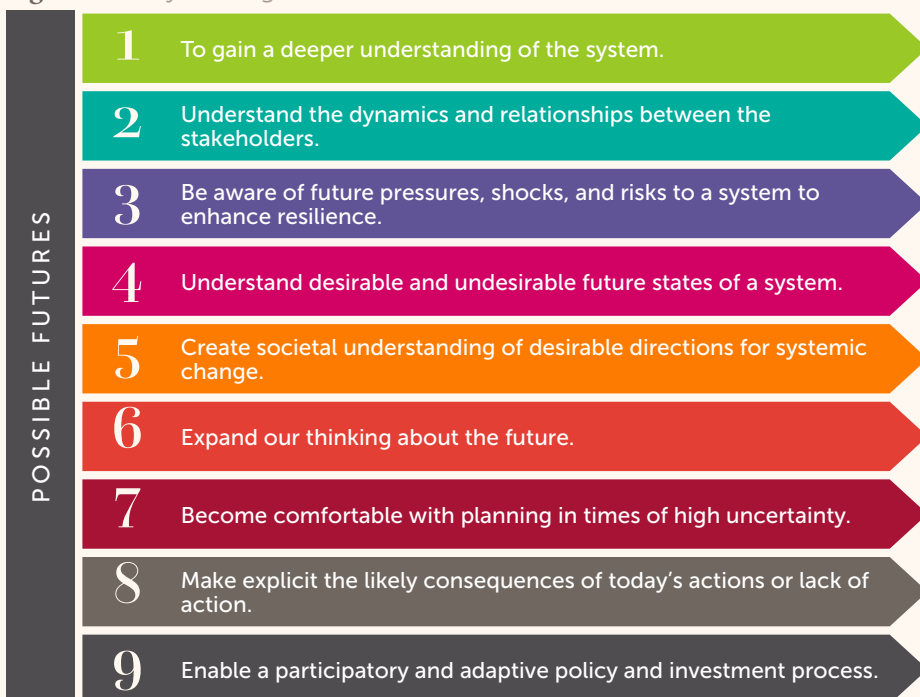 POSSIBLE FUTURES
1
To gain a deeper understanding of the system.
2
Understand the dynamics and relationships between the
stakeholders.
3
Be aware of future pressures, shocks, and risks to a system to
enhance resilience.
4
Understand desirable and undesirable future states of a system.
5
Create societal understanding of desirable directions for systemic
change.
6
Expand our thinking about the future.
7
Become comfortable with planning in times of high uncertainty.
8
Make explicit the likely consequences of today’s actions or lack of
action.
9
Enable a participatory and adaptive policy and investment process.